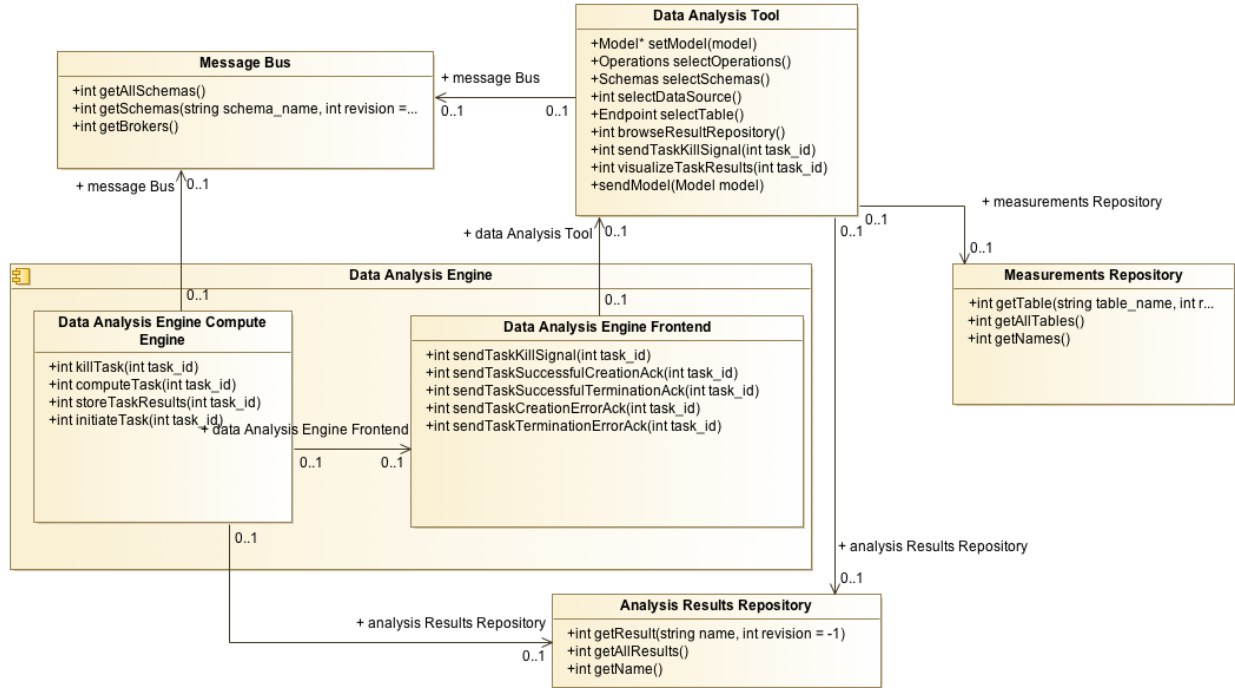 Data Analysis Tool
+Model* setModel(model)
+Operations selectOperations()
+Schemas selectSchemas()
+int selectDataSource()
+Endpoint selectTable()
+int browseResultRepository()
+int sendTaskKillSignal(int task_id)
+int visualizeTaskResults(int task_id)
+sendModel(Model model)
Message Bus
+int getAllSchemas()
+int getSchemas(string schema_name, int revision =...
+int getBrokers()
+ message Bus
0..1
0..1
+ message Bus
0..1
0..1
+ data Analysis Tool
0..1
0..1
0..1
0..1
+ measurements Repository
0..1
Measurements Repository
+int getTable(string table_name, int r...
+int getAllTables()
+int getNames()
Data Analysis Engine
Data Analysis Engine Compute
Engine
+int killTask(int task_id)
+int computeTask(int task_id)
+int storeTaskResults(int task_id)
+int initiateTask(int task_id)
+ data Analysis Engine Frontend
0..1
0..1
Data Analysis Engine Frontend
+int sendTaskKillSignal(int task_id)
+int sendTaskSuccessfulCreationAck(int task_id)
+int sendTaskSuccessfulTerminationAck(int task_id)
+int sendTaskCreationErrorAck(int task_id)
+int sendTaskTerminationErrorAck(int task_id)
0..1
+ analysis Results Repository
0..1
+ analysis Results Repository
0..1
Analysis Results Repository
+int getResult(string name, int revision = -1)
+int getAllResults()
+int getName()